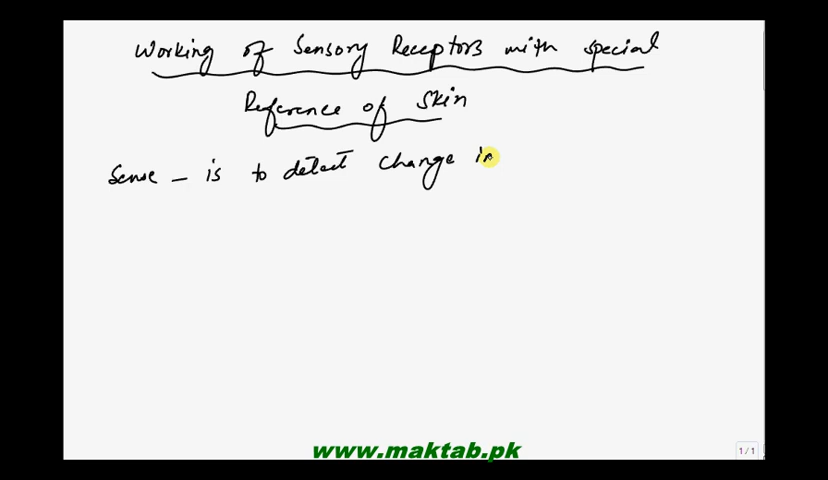 Working of Sensory Receptors with special
Reference of Skin
Sense – is to detect change in
www.maktab.pk
1/1